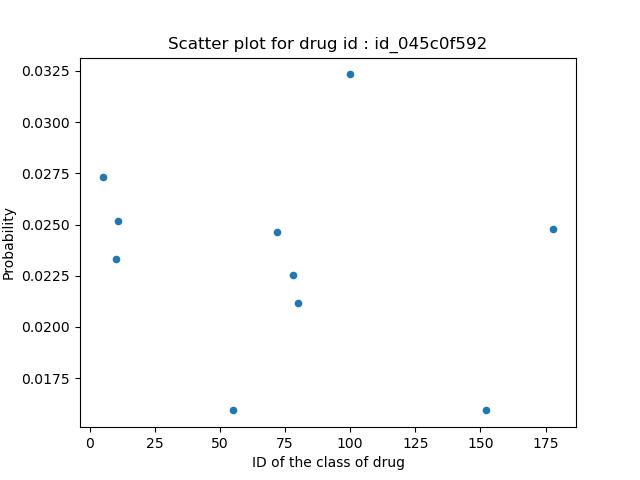 Scatter plot for drug id : id_045c0f592
0.0325
0.0300
0.0275
0.0250
0.0225
0.0200
0.0175
Probability
0 25 50 75 100 125 150 175
ID of the class of drug